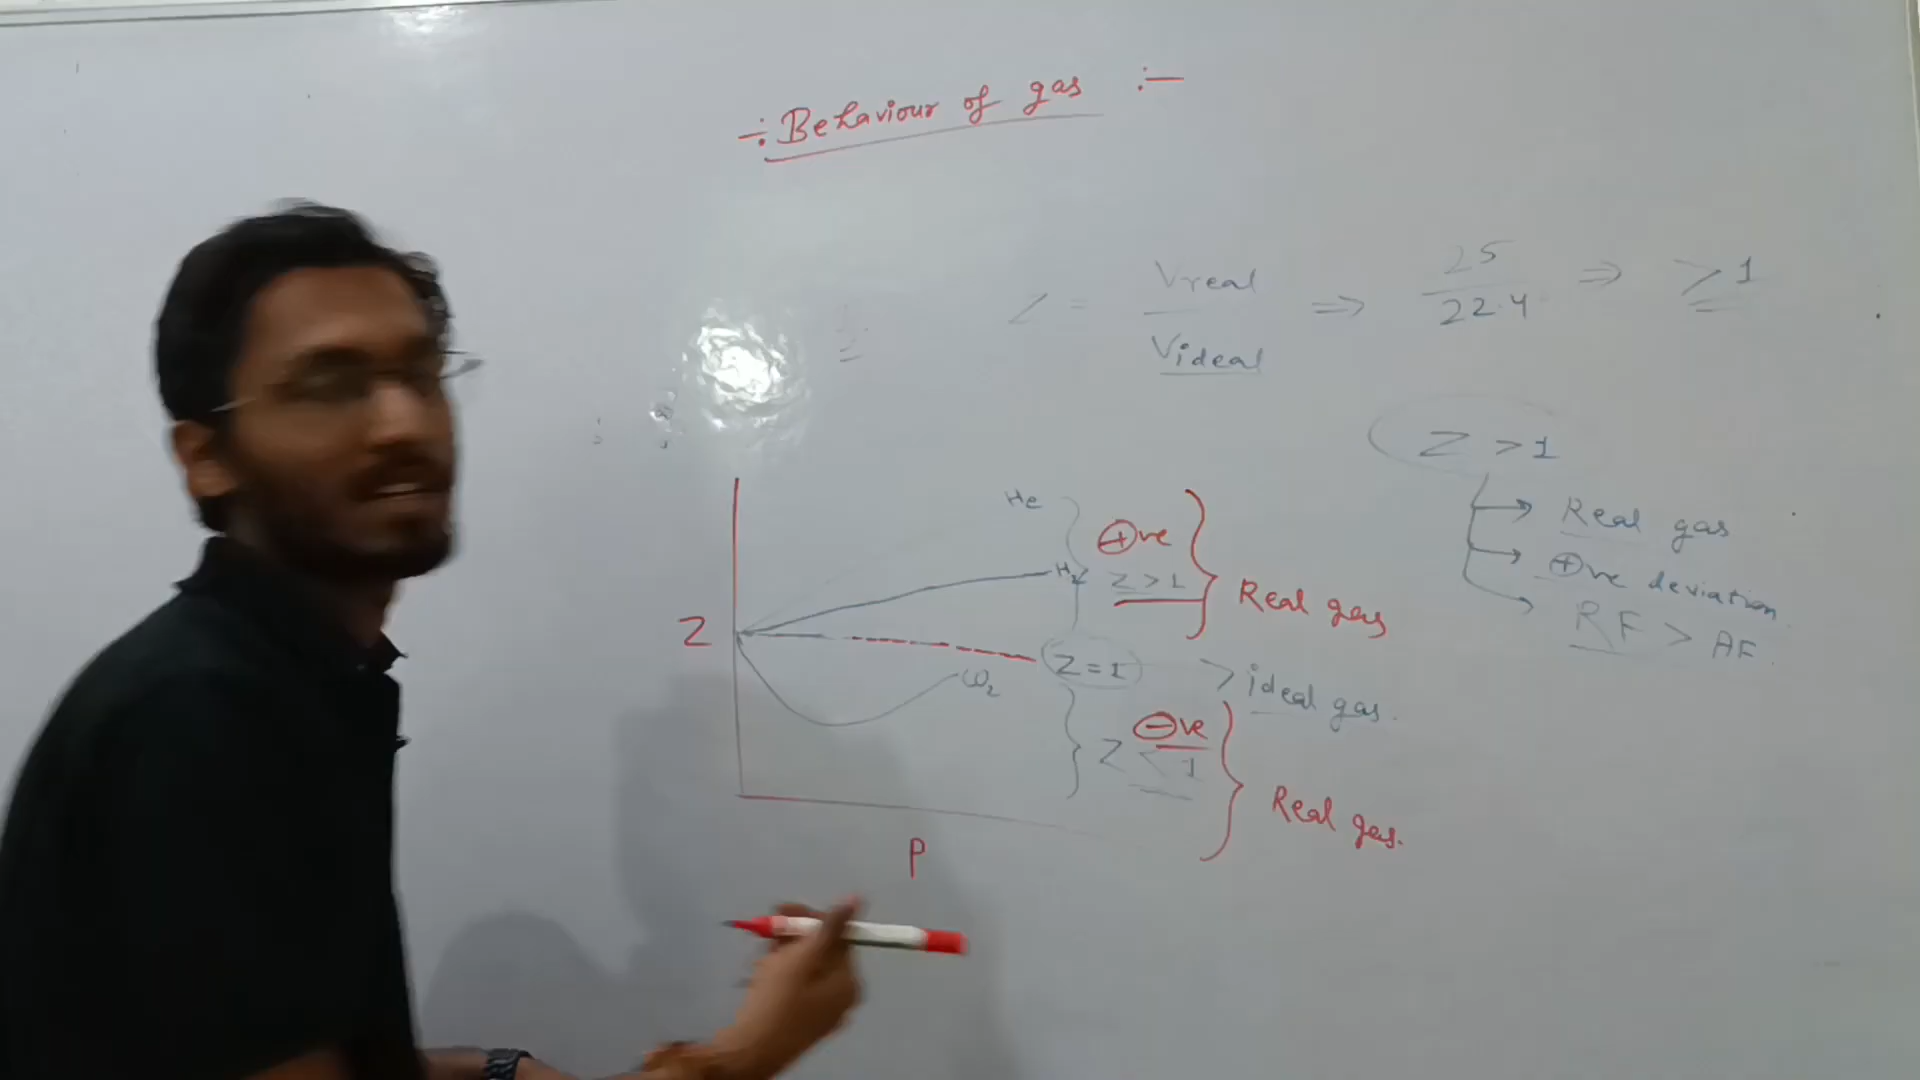 ÷ Behaviour of gas :-
Z = Vreal / Videal ⇒ 25 / 22.4 ⇒ > 1
Z > 1
→ Real gas
→ ⊕ve deviation
→ RF > AF
He
H2
⊕ve
Z > 1
Real gas
Z
Z = 1
> ideal gas.
CO2
⊖ve
Z < 1
Real gas.
P